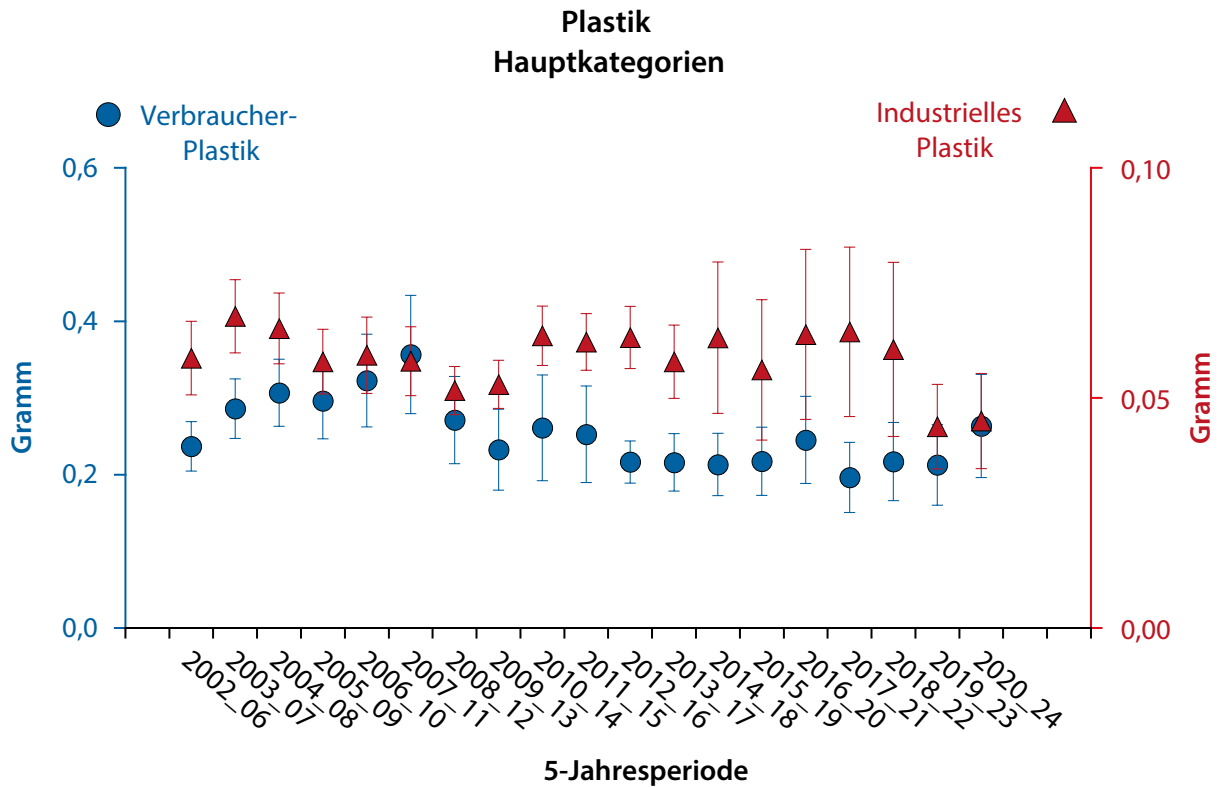 Plastik
Hauptkategorien
Verbraucher-
Plastik
Industrielles
Plastik
0,6
0,4
0,2
0,0
Gramm
0,10
0,05
0,00
Gramm
2002_06
2003_07
2004_08
2005_09
2006_10
2007_11
2008_12
2009_13
2010_14
2011_15
2012_16
2013_17
2014_18
2015_19
2016_20
2017_21
2018_22
2019_23
2020_24
5-Jahresperiode